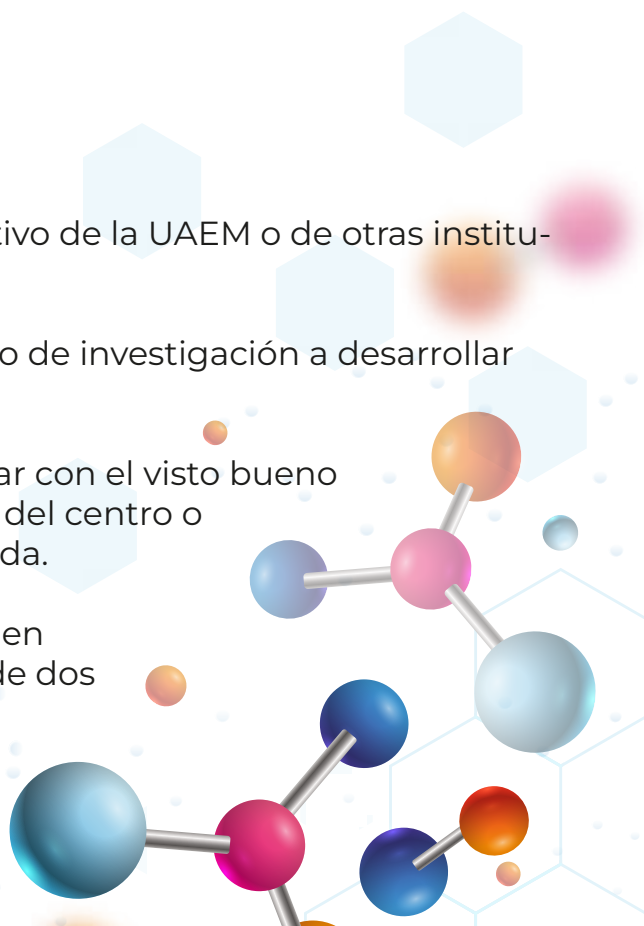 tivo de la UAEM o de otras institu-
o de investigación a desarrollar
ar con el visto bueno
del centro o
da.
en
de dos